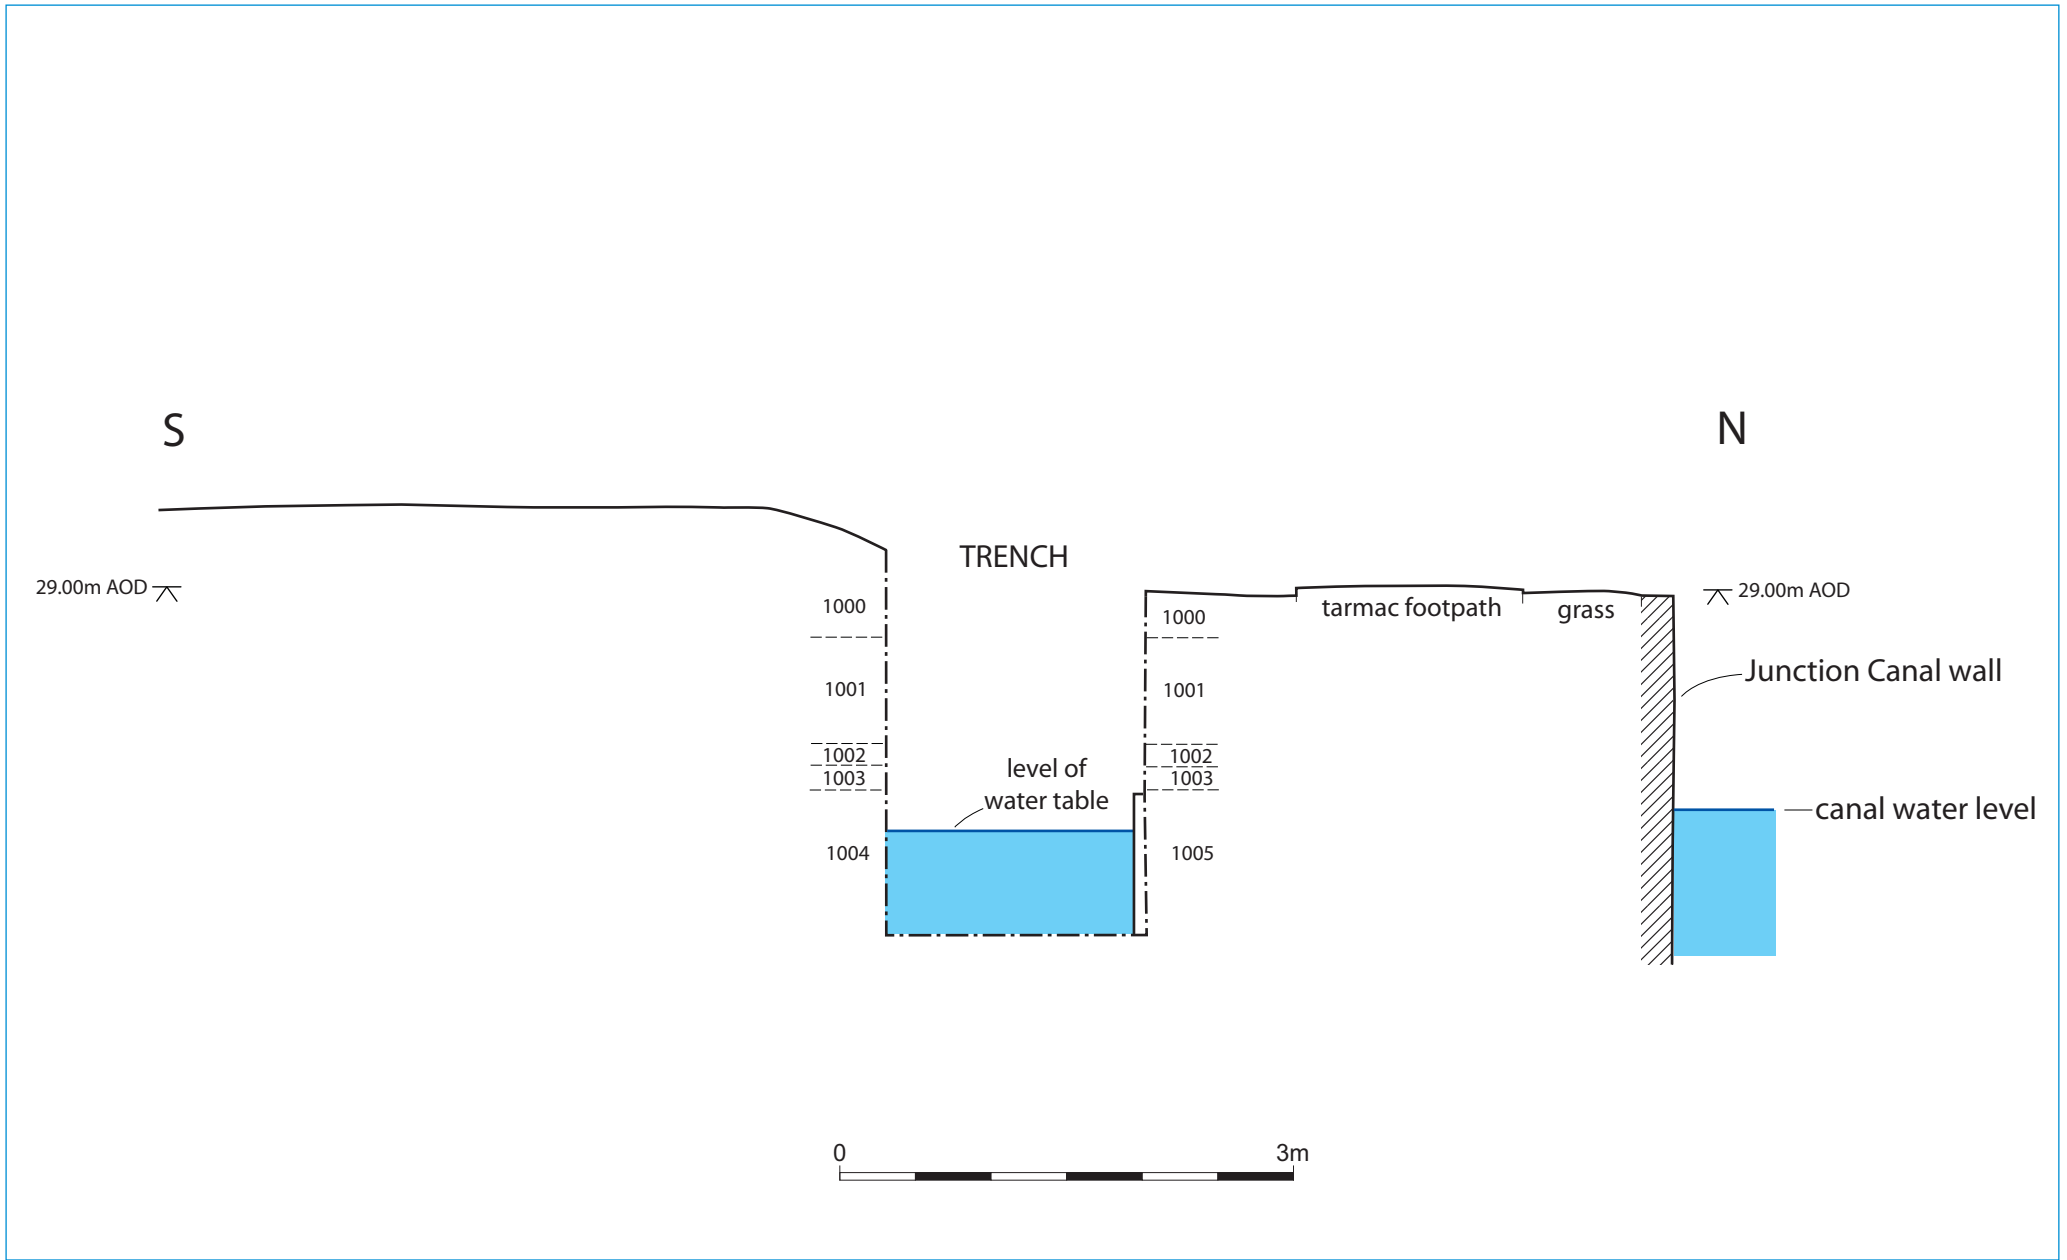 S
N
TRENCH
29.00m AOD
29.00m AOD
1000
1000
tarmac footpath
grass
1001
1001
Junction Canal wall
1002
1002
level of
water table
1003
1003
canal water level
1004
1005
0
3m